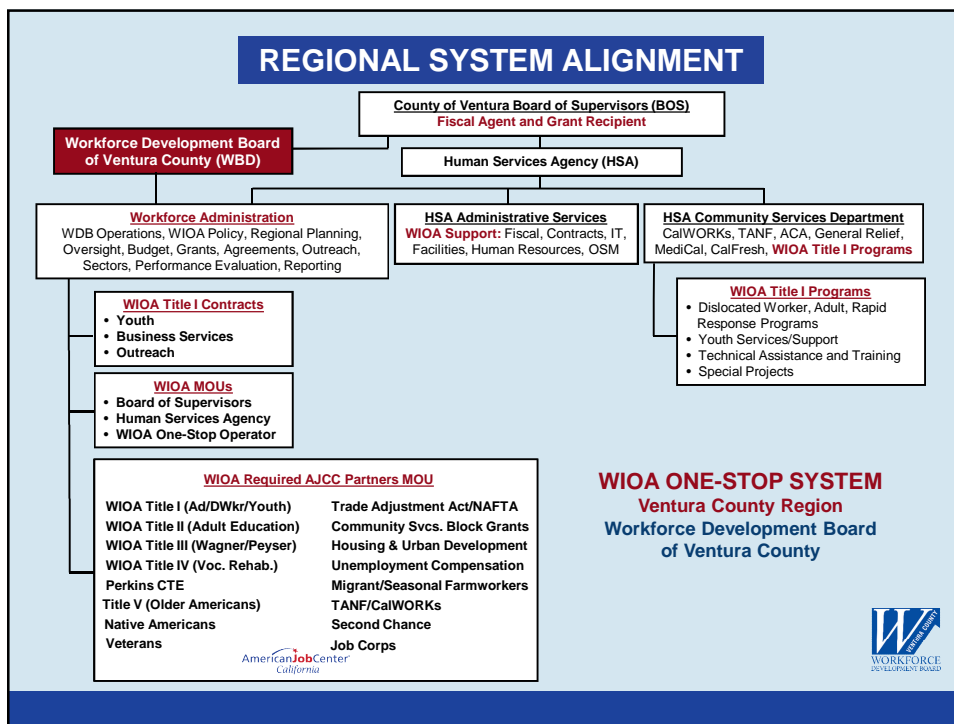 REGIONAL SYSTEM ALIGNMENT
County of Ventura Board of Supervisors (BOS)
Fiscal Agent and Grant Recipient
Workforce Development Board
of Ventura County (WBD)
Human Services Agency (HSA)
Workforce Administration
WDB Operations, WIOA Policy, Regional Planning,
Oversight, Budget, Grants, Agreements, Outreach,
Sectors, Performance Evaluation, Reporting
HSA Administrative Services
WIOA Support: Fiscal, Contracts, IT,
Facilities, Human Resources, OSM
HSA Community Services Department
CalWORKs, TANF, ACA, General Relief,
MediCal, CalFresh, WIOA Title I Programs
WIOA Title I Contracts
• Youth
• Business Services
• Outreach
WIOA Title I Programs
• Dislocated Worker, Adult, Rapid
Response Programs
• Youth Services/Support
• Technical Assistance and Training
• Special Projects
WIOA MOUs
• Board of Supervisors
• Human Services Agency
• WIOA One-Stop Operator
WIOA Required AJCC Partners MOU
WIOA Title I (Ad/DWkr/Youth)
WIOA Title II (Adult Education)
WIOA Title III (Wagner/Peyser)
WIOA Title IV (Voc. Rehab.)
Perkins CTE
Title V (Older Americans)
Native Americans
Veterans
Trade Adjustment Act/NAFTA
Community Svcs. Block Grants
Housing & Urban Development
Unemployment Compensation
Migrant/Seasonal Farmworkers
TANF/CalWORKs
Second Chance
Job Corps
AmericanJobCenter
California
WIOA ONE-STOP SYSTEM
Ventura County Region
Workforce Development Board
of Ventura County
W
VENTURA COUNTY
WORKFORCE
DEVELOPMENT BOARD